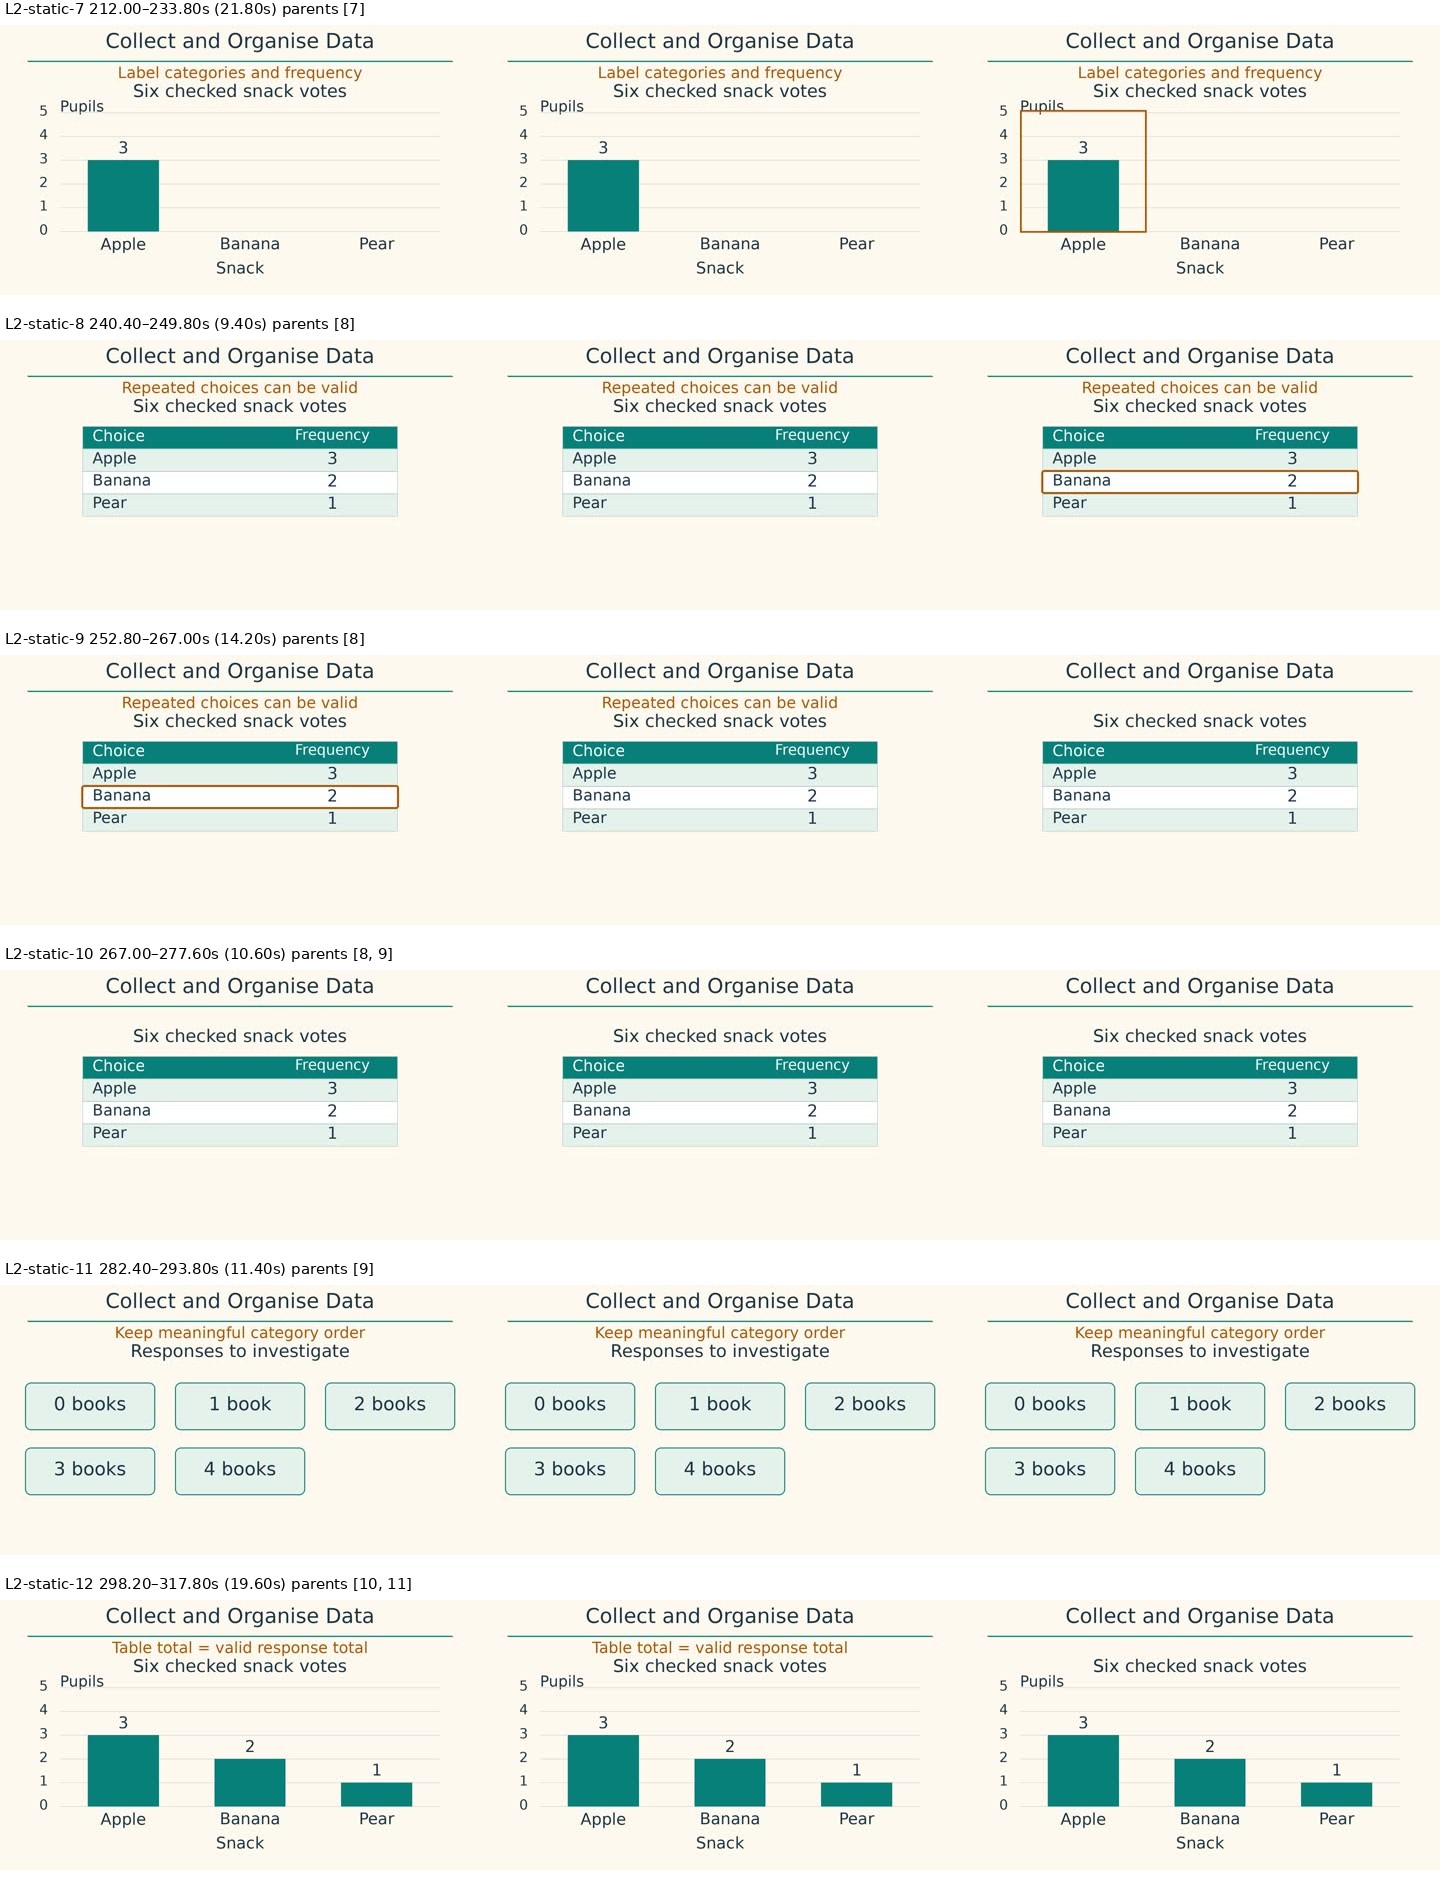 L2-static-7 212.00–233.80s (21.80s) parents [7]
Collect and Organise Data Collect and Organise Data Collect and Organise Data
Label categories and frequency Label categories and frequency Label categories and frequency
Six checked snack votes Six checked snack votes Six checked snack votes
5 Pupils 5 Pupils 5 Pupils
4 4 4
3 3 3 3 3 3
2 2 2
1 1 1
0 0 0
Apple Banana Pear Apple Banana Pear Apple Banana Pear
Snack Snack Snack
L2-static-8 240.40–249.80s (9.40s) parents [8]
Collect and Organise Data Collect and Organise Data Collect and Organise Data
Repeated choices can be valid Repeated choices can be valid Repeated choices can be valid
Six checked snack votes Six checked snack votes Six checked snack votes
Choice Frequency Choice Frequency Choice Frequency
Apple 3 Apple 3 Apple 3
Banana 2 Banana 2 Banana 2
Pear 1 Pear 1 Pear 1
L2-static-9 252.80–267.00s (14.20s) parents [8]
Collect and Organise Data Collect and Organise Data Collect and Organise Data
Repeated choices can be valid Repeated choices can be valid
Six checked snack votes Six checked snack votes Six checked snack votes
Choice Frequency Choice Frequency Choice Frequency
Apple 3 Apple 3 Apple 3
Banana 2 Banana 2 Banana 2
Pear 1 Pear 1 Pear 1
L2-static-10 267.00–277.60s (10.60s) parents [8, 9]
Collect and Organise Data Collect and Organise Data Collect and Organise Data
Six checked snack votes Six checked snack votes Six checked snack votes
Choice Frequency Choice Frequency Choice Frequency
Apple 3 Apple 3 Apple 3
Banana 2 Banana 2 Banana 2
Pear 1 Pear 1 Pear 1
L2-static-11 282.40–293.80s (11.40s) parents [9]
Collect and Organise Data Collect and Organise Data Collect and Organise Data
Keep meaningful category order Keep meaningful category order Keep meaningful category order
Responses to investigate Responses to investigate Responses to investigate
0 books 1 book 2 books 0 books 1 book 2 books 0 books 1 book 2 books
3 books 4 books 3 books 4 books 3 books 4 books
L2-static-12 298.20–317.80s (19.60s) parents [10, 11]
Collect and Organise Data Collect and Organise Data Collect and Organise Data
Table total = valid response total Table total = valid response total
Six checked snack votes Six checked snack votes Six checked snack votes
5 Pupils 5 Pupils 5 Pupils
4 4 4
3 3 3 3 3 3
2 2 2 2 2 2
1 1 1 1 1 1
0 0 0
Apple Banana Pear Apple Banana Pear Apple Banana Pear
Snack Snack Snack